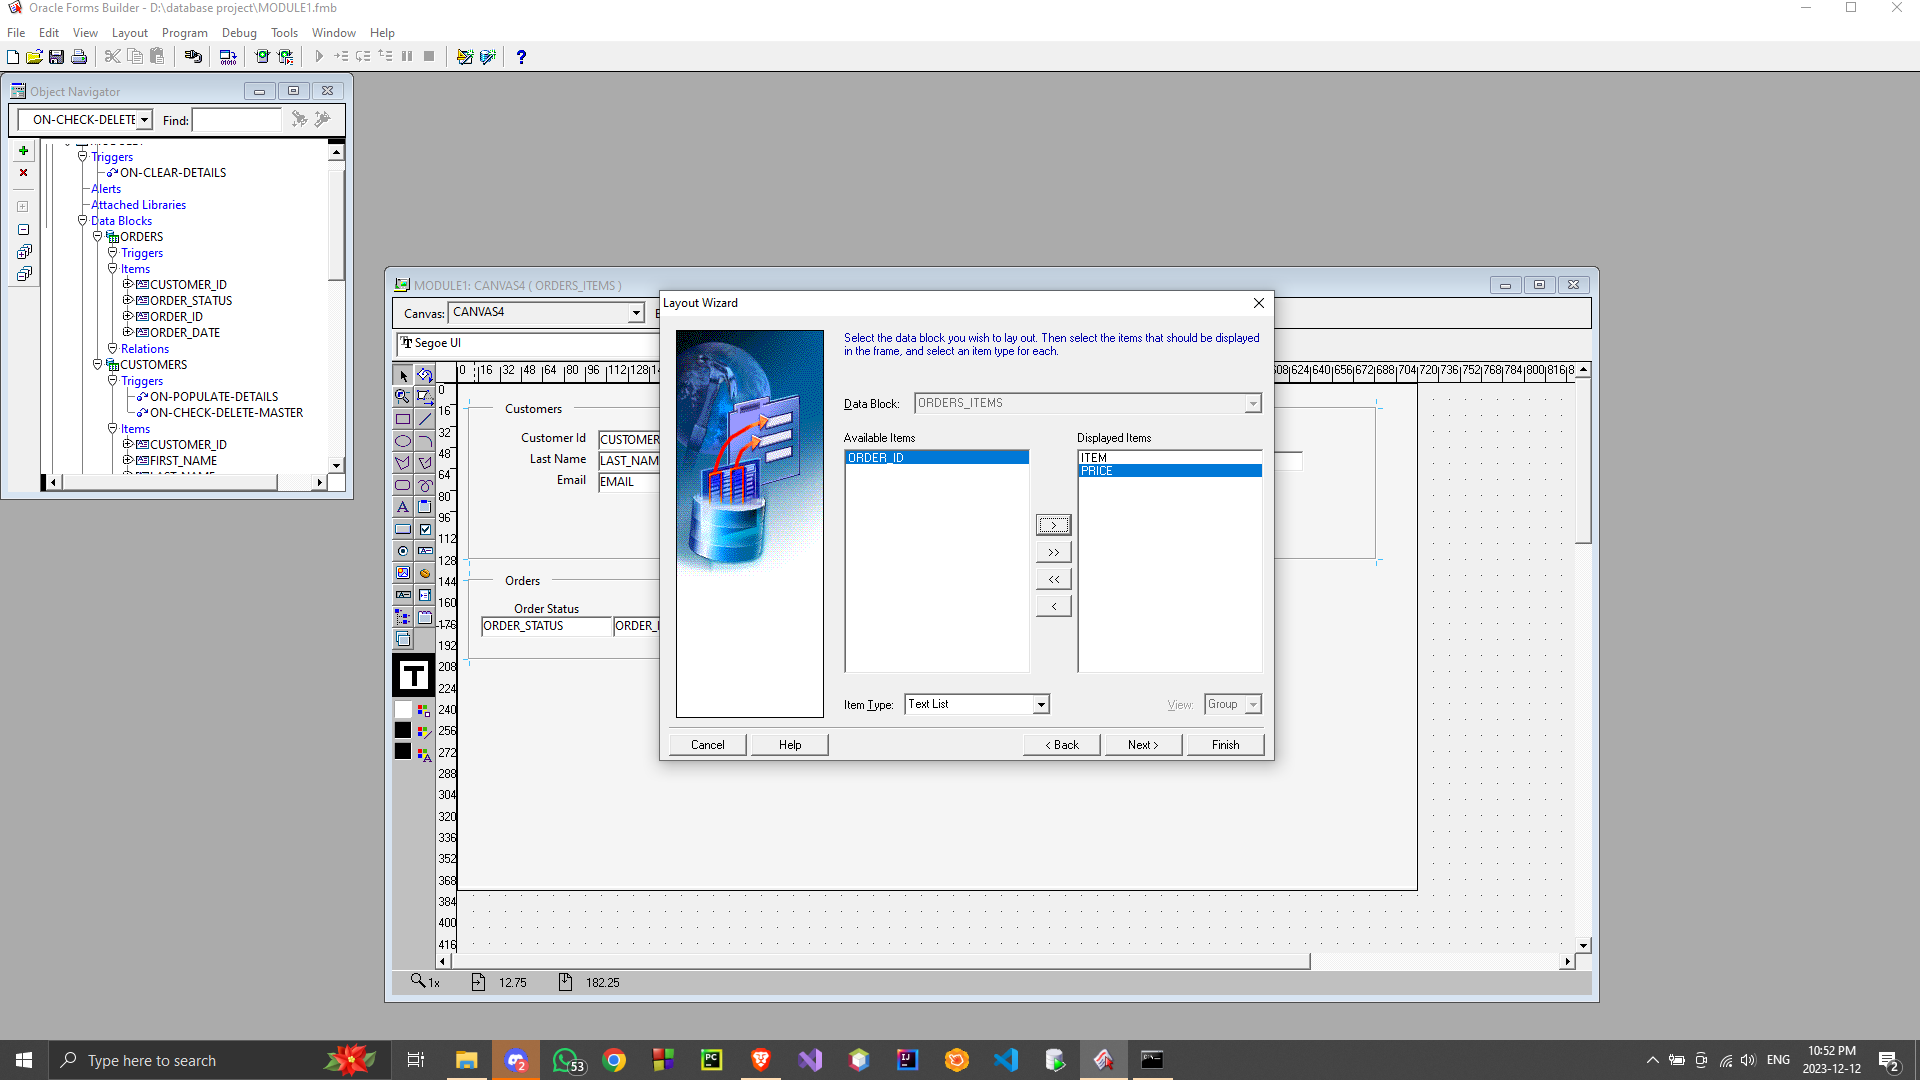 Oracle Forms Builder - D:\database project\MODULE1.fmb
File Edit View Layout Program Debug Tools Window Help
Object Navigator
ON-CHECK-DELETE Find:
Triggers
ON-CLEAR-DETAILS
Alerts
Attached Libraries
Data Blocks
ORDERS
Triggers
Items
CUSTOMER_ID
ORDER_STATUS
ORDER_ID
ORDER_DATE
Relations
CUSTOMERS
Triggers
ON-POPULATE-DETAILS
ON-CHECK-DELETE-MASTER
Items
CUSTOMER_ID
FIRST_NAME
MODULE1: CANVAS4 ( ORDERS_ITEMS )
Canvas: CANVAS4
Segoe UI
0 16 32 48 64 80 96 112 128 14
608 624 640 656 672 688 704 720 736 752 768 784 800 816 8
0
16
32
48
64
80
96
112
128
144
160
176
192
208
224
240
256
272
288
304
320
336
352
368
384
400
416
Customers
Customer Id CUSTOMER
Last Name LAST_NAM
Email EMAIL
Orders
Order Status
ORDER_STATUS ORDER_I
1x 12.75 182.25
Layout Wizard
Select the data block you wish to lay out. Then select the items that should be displayed
in the frame, and select an item type for each.
Data Block: ORDERS_ITEMS
Available Items Displayed Items
ORDER_ID
ITEM
PRICE
>
>>
<<
<
Item Type: Text List View: Group
Cancel Help < Back Next > Finish
Type here to search
53
2
ENG
10:52 PM
2023-12-12
2